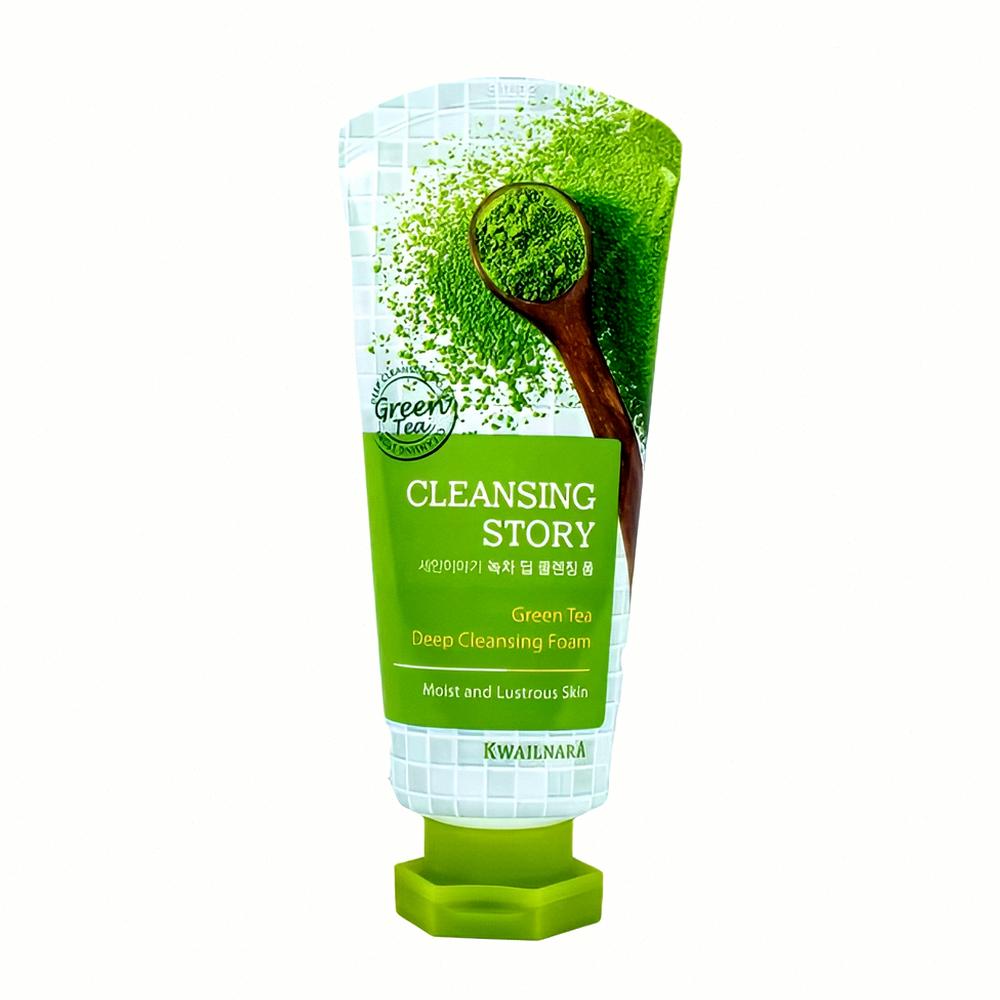 Green
Tea
CLEANSING
STORY
세안이야기 녹차 딥 클렌징 폼
Green Tea
Deep Cleansing Foam
Moist and Lustrous Skin
KWAILNARA